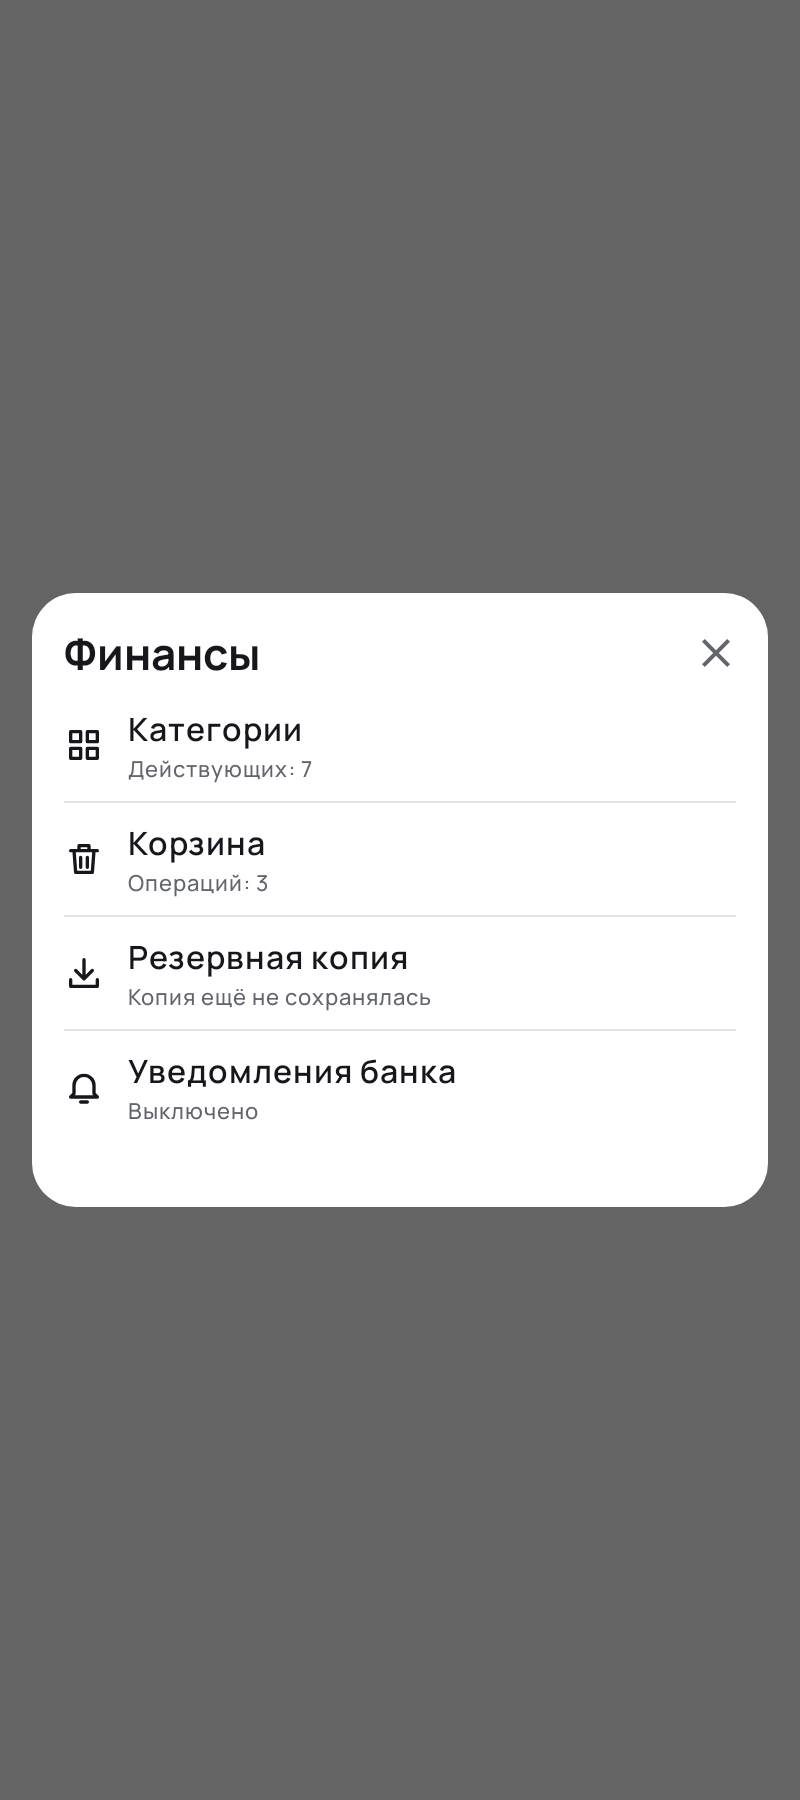 Финансы
Категории
Действующих: 7
Корзина
Операций: 3
Резервная копия
Копия ещё не сохранялась
Уведомления банка
Выключено